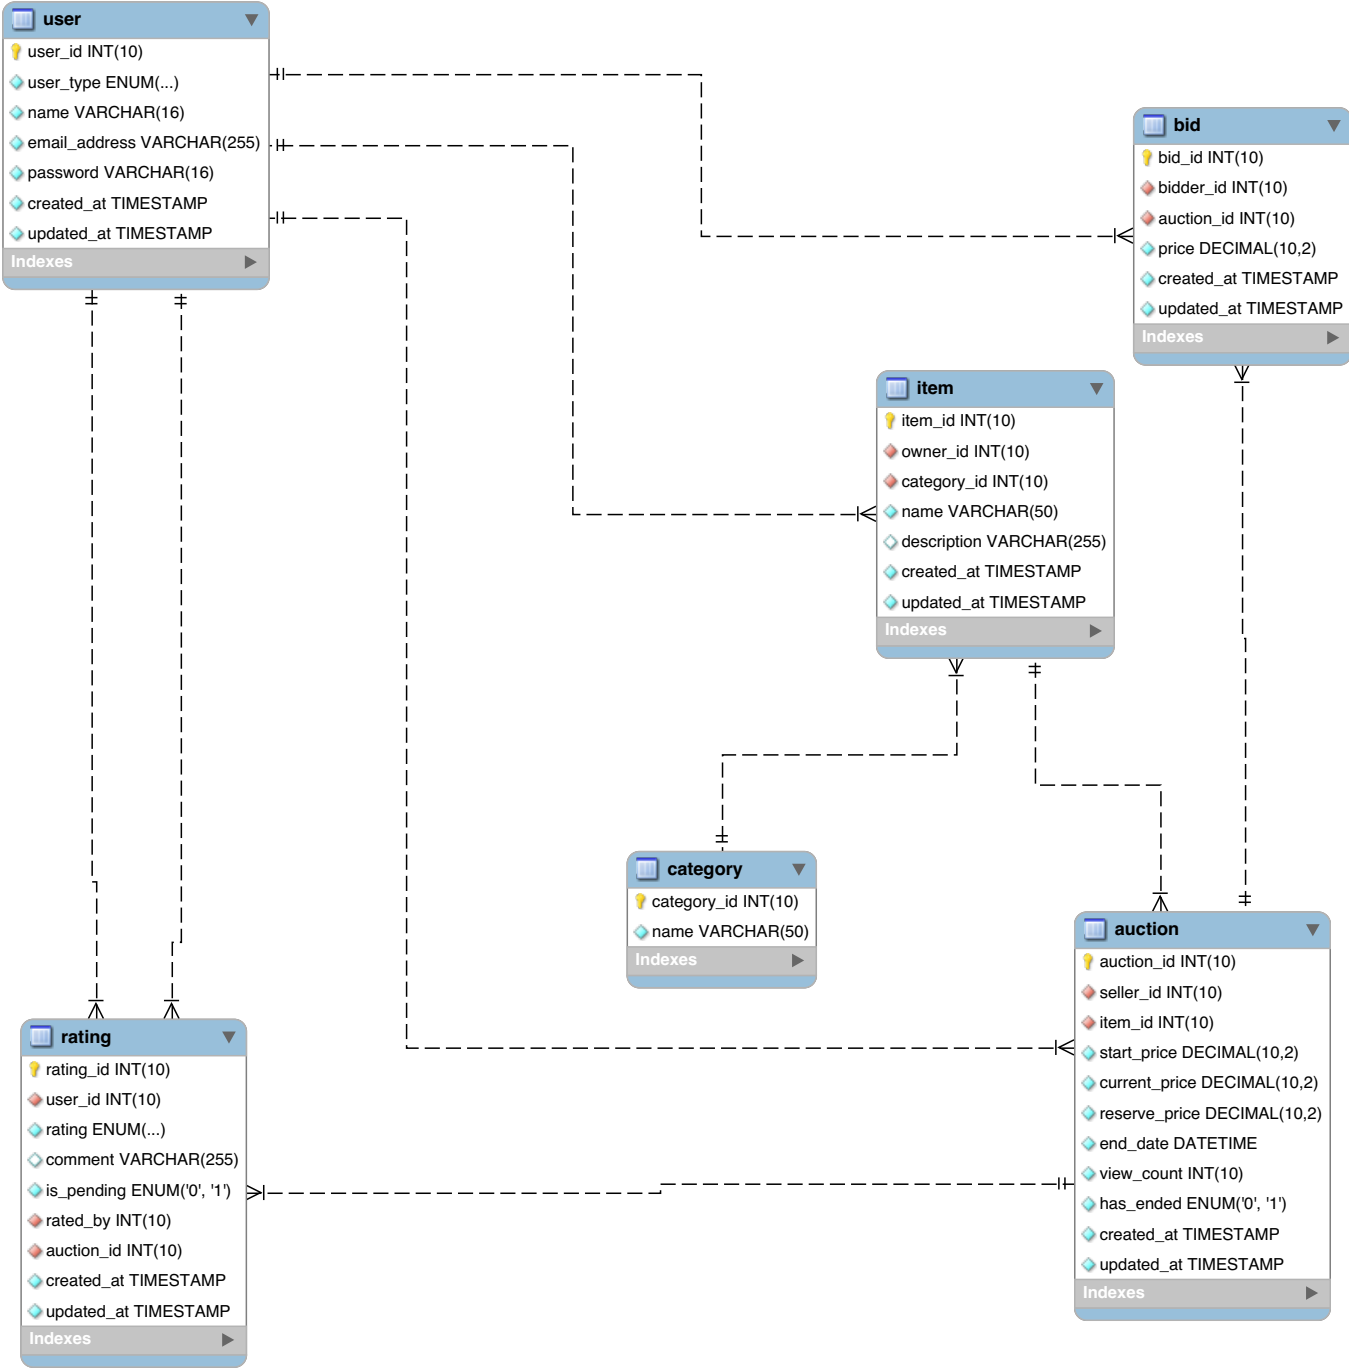 user
user_id INT(10)
user_type ENUM(...)
name VARCHAR(16)
email_address VARCHAR(255)
password VARCHAR(16)
created_at TIMESTAMP
updated_at TIMESTAMP
Indexes
bid
bid_id INT(10)
bidder_id INT(10)
auction_id INT(10)
price DECIMAL(10,2)
created_at TIMESTAMP
updated_at TIMESTAMP
Indexes
item
item_id INT(10)
owner_id INT(10)
category_id INT(10)
name VARCHAR(50)
description VARCHAR(255)
created_at TIMESTAMP
updated_at TIMESTAMP
Indexes
category
category_id INT(10)
name VARCHAR(50)
Indexes
auction
auction_id INT(10)
seller_id INT(10)
item_id INT(10)
start_price DECIMAL(10,2)
current_price DECIMAL(10,2)
reserve_price DECIMAL(10,2)
end_date DATETIME
view_count INT(10)
has_ended ENUM('0', '1')
created_at TIMESTAMP
updated_at TIMESTAMP
Indexes
rating
rating_id INT(10)
user_id INT(10)
rating ENUM(...)
comment VARCHAR(255)
is_pending ENUM('0', '1')
rated_by INT(10)
auction_id INT(10)
created_at TIMESTAMP
updated_at TIMESTAMP
Indexes